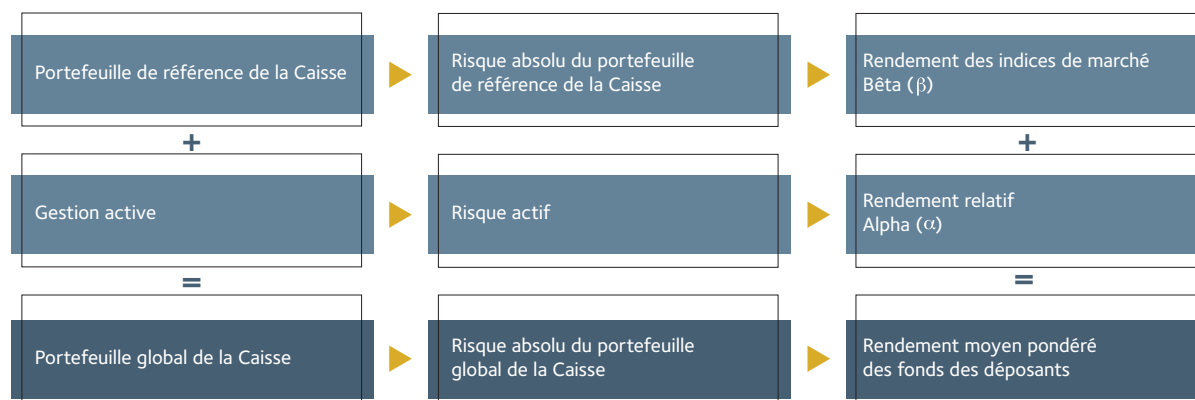 Portefeuille de référence de la Caisse
Risque absolu du portefeuille
de référence de la Caisse
Rendement des indices de marché
Bêta (β)
+
+
Gestion active
Risque actif
Rendement relatif
Alpha (α)
=
=
Portefeuille global de la Caisse
Risque absolu du portefeuille
global de la Caisse
Rendement moyen pondéré
des fonds des déposants